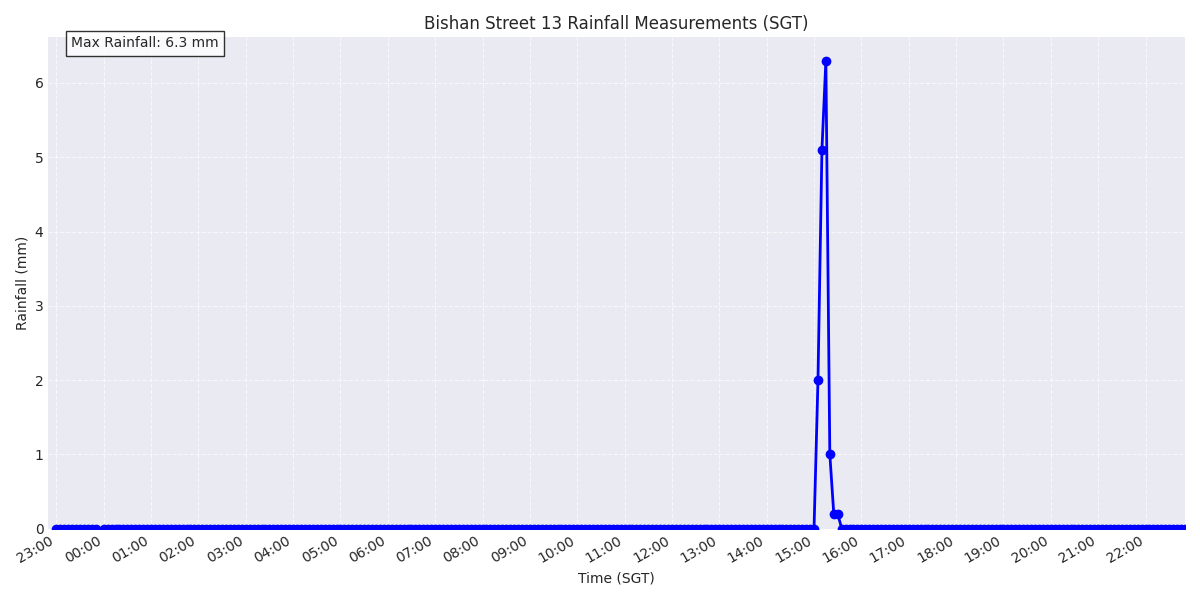 Bishan Street 13 Rainfall Measurements (SGT)
Max Rainfall: 6.3 mm
Rainfall (mm)
6
5
4
3
2
1
0
23:00 00:00 01:00 02:00 03:00 04:00 05:00 06:00 07:00 08:00 09:00 10:00 11:00 12:00 13:00 14:00 15:00 16:00 17:00 18:00 19:00 20:00 21:00 22:00
Time (SGT)